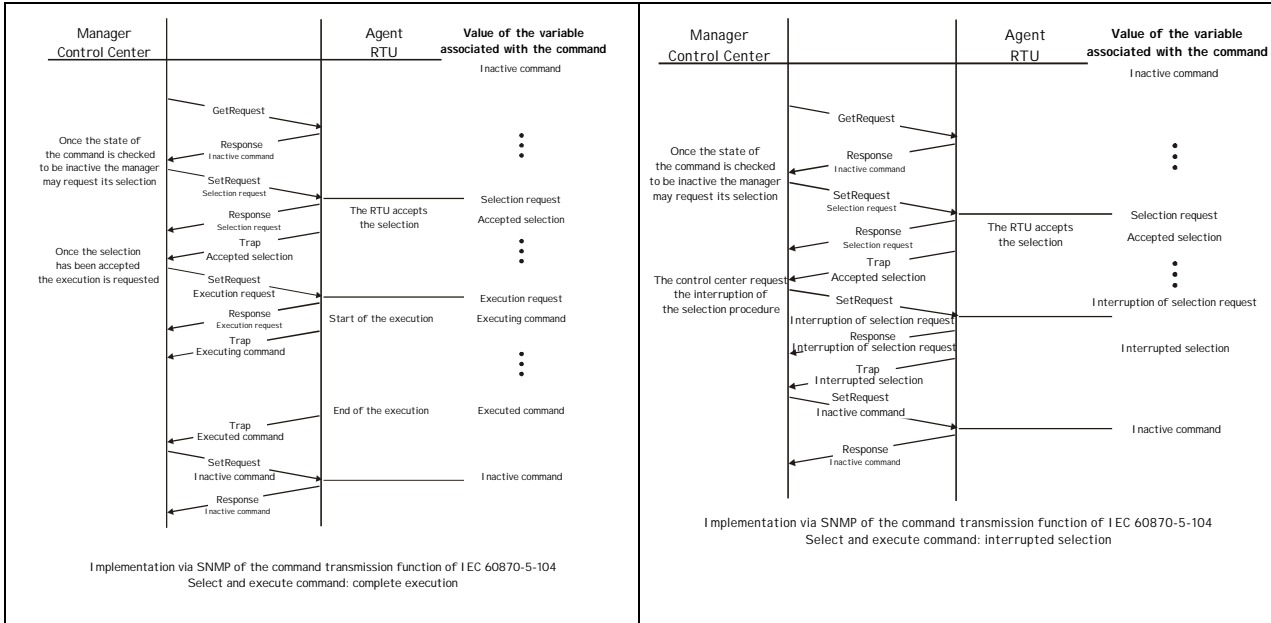 Manager
Control Center
Agent
RTU
Value of the variable
associated with the command
Inactive command
GetRequest
Response
Inactive command
Once the state of
the command is checked
to be inactive the manager
may request its selection
SetRequest
Selection request
Selection request
Response
Selection request
The RTU accepts
the selection
Accepted selection
Trap
Accepted selection
Once the selection
has been accepted
the execution is requested
SetRequest
Execution request
Execution request
Response
Execution request
Start of the execution
Executing command
Trap
Executing command
End of the execution
Executed command
Trap
Executed command
SetRequest
Inactive command
Inactive command
Response
Inactive command
Implementation via SNMP of the command transmission function of IEC 60870-5-104
Select and execute command: complete execution
Manager
Control Center
Agent
RTU
Value of the variable
associated with the command
Inactive command
GetRequest
Response
Inactive command
Once the state of
the command is checked
to be inactive the manager
may request its selection
SetRequest
Selection request
Selection request
Response
Selection request
The RTU accepts
the selection
Accepted selection
Trap
Accepted selection
The control center request
the interruption of
the selection procedure
SetRequest
Interruption of selection request
Interruption of selection request
Response
Interruption of selection request
Interrupted selection
Trap
Interrupted selection
SetRequest
Inactive command
Inactive command
Response
Inactive command
Implementation via SNMP of the command transmission function of IEC 60870-5-104
Select and execute command: interrupted selection